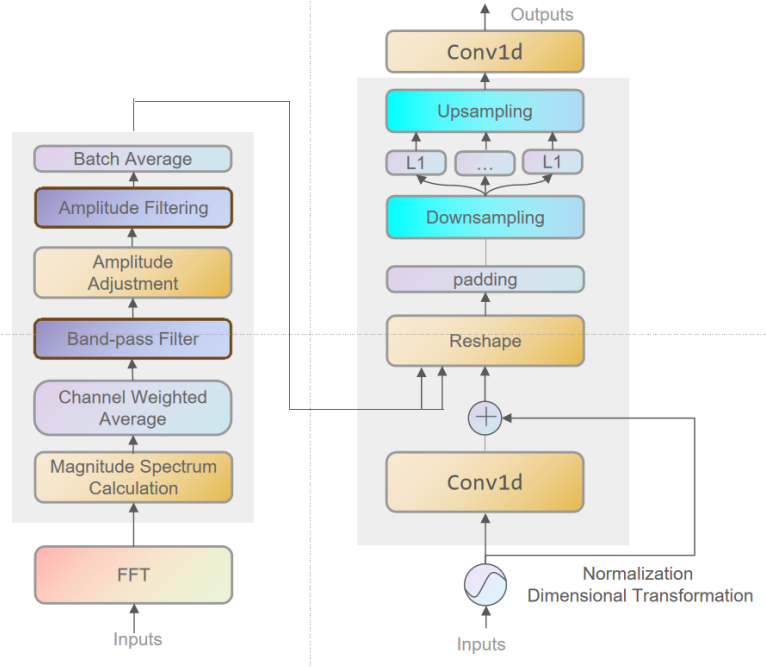 Batch Average
Amplitude Filtering
Amplitude
Adjustment
Band-pass Filter
Channel Weighted
Average
Magnitude Spectrum
Calculation
FFT
Inputs
Outputs
Conv1d
Upsampling
L1
...
L1
Downsampling
padding
Reshape
+
Conv1d
Normalization
Dimensional Transformation
Inputs